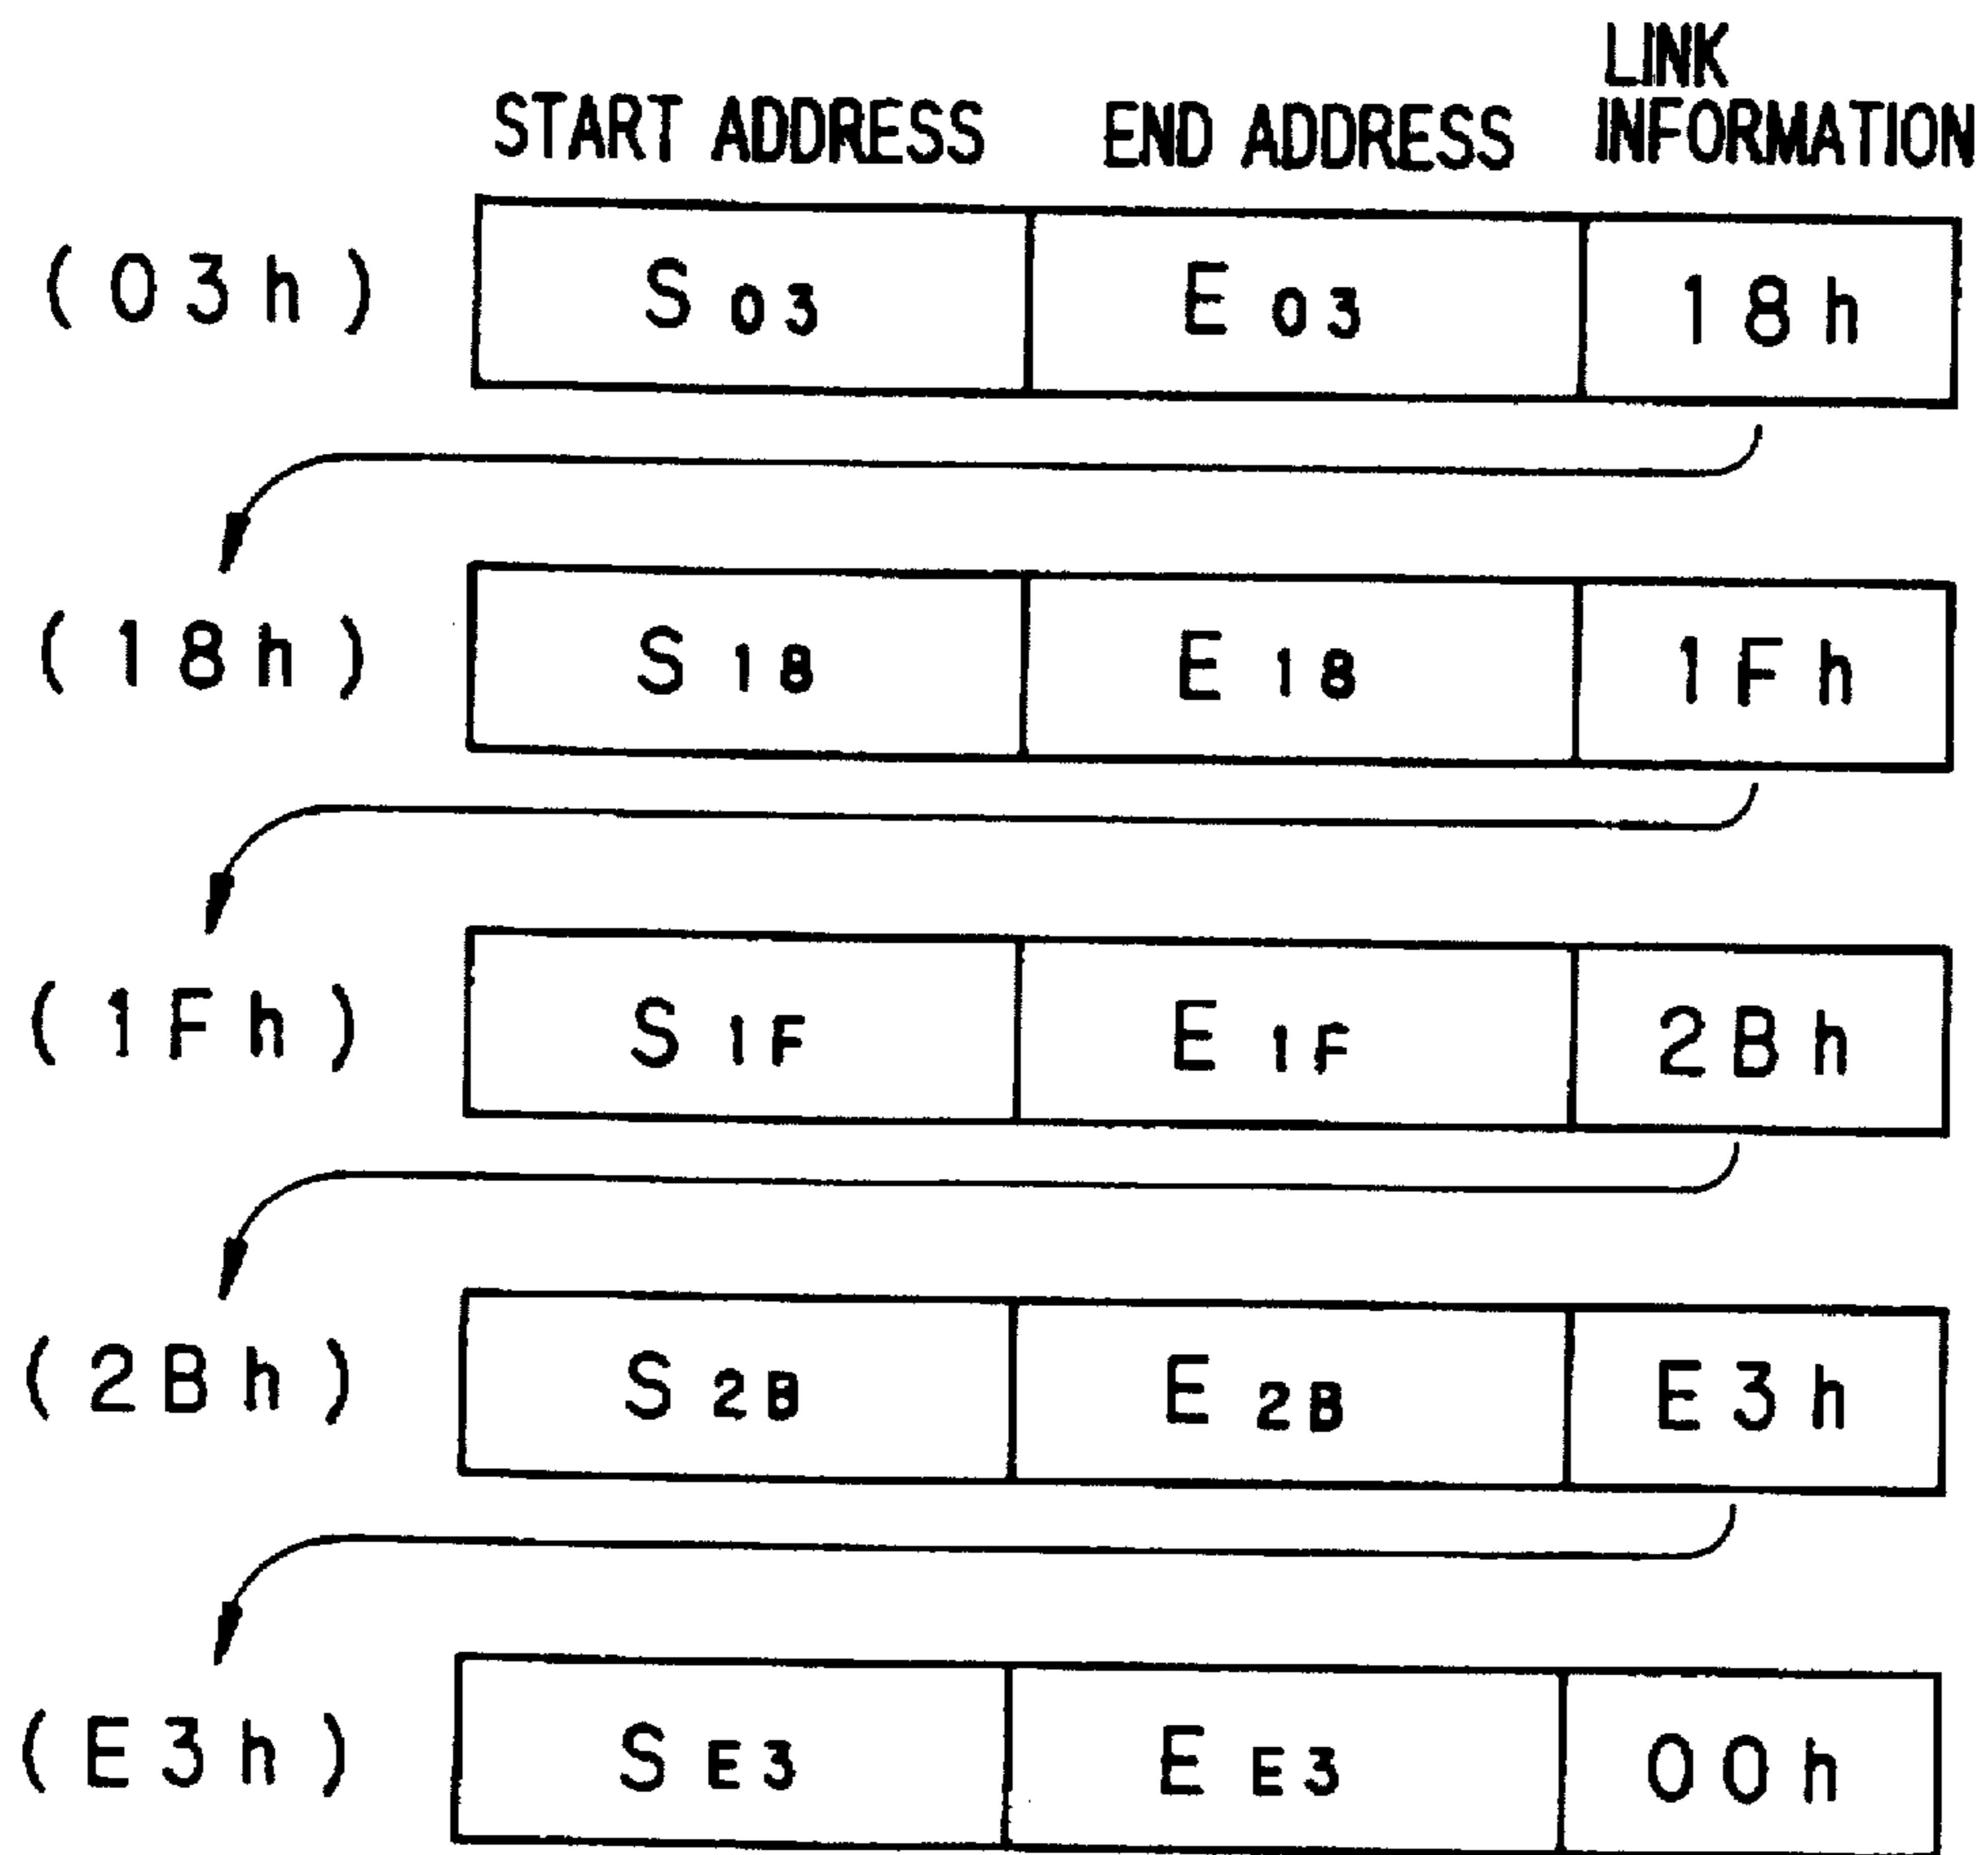 START ADDRESS END ADDRESS LINK INFORMATION
(03h) S03 E03 18h
(18h) S18 E18 1Fh
(1Fh) S1F E1F 2Bh
(2Bh) S2B E2B E3h
(E3h) SE3 EE3 00h